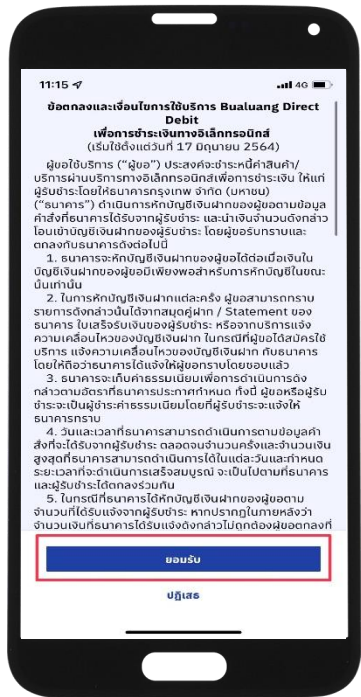 11:15
4G
ข้อตกลงและเงื่อนไขการใช้บริการ Bualuang Direct
Debit
เพื่อการชำระเงินทางอิเล็กทรอนิกส์
(เริ่มใช้ตั้งแต่วันที่ 17 มิถุนายน 2564)
ผู้ขอใช้บริการ (“ผู้ขอ”) ประสงค์จะชำระหนี้ค่าสินค้า/
บริการผ่านบริการทางอิเล็กทรอนิกส์เพื่อการชำระเงิน ให้แก่
ผู้รับชำระโดยให้ธนาคารกรุงเทพ จำกัด (มหาชน)
(“ธนาคาร”) ดำเนินการหักบัญชีเงินฝากของผู้ขอตามข้อมูล
คำสั่งที่ธนาคารได้รับจากผู้รับชำระ และนำเงินจำนวนดังกล่าว
โอนเข้าบัญชีเงินฝากของผู้รับชำระ โดยผู้ขอรับทราบและ
ตกลงกับธนาคารดังต่อไปนี้
1. ธนาคารจะหักบัญชีเงินฝากของผู้ขอได้ต่อเมื่อเงินใน
บัญชีเงินฝากของผู้ขอมีเพียงพอสำหรับการหักบัญชีในขณะ
นั้นเท่านั้น
2. ในการหักบัญชีเงินฝากแต่ละครั้ง ผู้ขอสามารถทราบ
รายการดังกล่าวนั้นได้จากสมุดคู่ฝาก / Statement ของ
ธนาคาร ใบเสร็จรับเงินของผู้รับชำระ หรือจากบริการแจ้ง
ความเคลื่อนไหวของบัญชีเงินฝาก ในกรณีที่ผู้ขอได้สมัครใช้
บริการ แจ้งความเคลื่อนไหวของบัญชีเงินฝาก กับธนาคาร
โดยให้ถือว่าธนาคารได้แจ้งให้ผู้ขอทราบโดยชอบแล้ว
3. ธนาคารจะเก็บค่าธรรมเนียมเพื่อการดำเนินการดัง
กล่าวตามอัตราที่ธนาคารประกาศกำหนด ทั้งนี้ ผู้ขอหรือผู้รับ
ชำระจะเป็นผู้ชำระค่าธรรมเนียมโดยที่ผู้รับชำระจะแจ้งให้
ธนาคารทราบ
4. วันและเวลาที่ธนาคารสามารถดำเนินการตามข้อมูลคำ
สั่งที่จะได้รับจากผู้รับชำระ ตลอดจนจำนวนครั้งและจำนวนเงิน
สูงสุดที่ธนาคารสามารถดำเนินการได้ในแต่ละวันและกำหนด
ระยะเวลาที่จะดำเนินการเสร็จสมบูรณ์ จะเป็นไปตามที่ธนาคาร
และผู้รับชำระได้ตกลงร่วมกัน
5. ในกรณีที่ธนาคารได้หักบัญชีเงินฝากของผู้ขอตาม
จำนวนที่ได้รับแจ้งจากผู้รับชำระ หากปรากฏในภายหลังว่า
จำนวนเงินที่ธนาคารได้รับแจ้งดังกล่าวไม่ถูกต้องผู้ขอตกลงที่
ยอมรับ
ปฏิเสธ